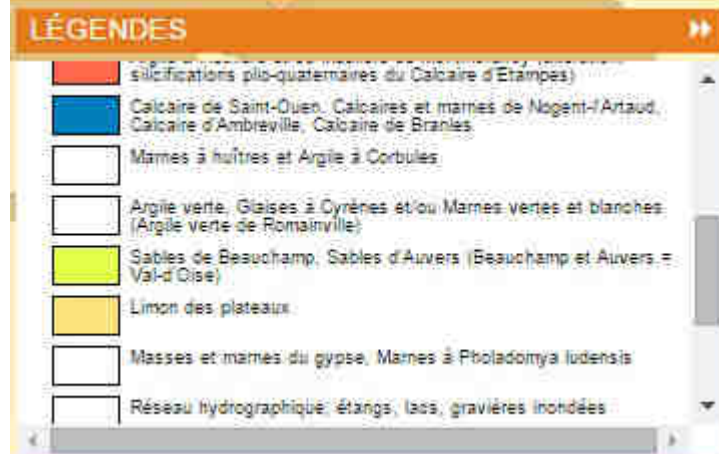 LÉGENDES
silicifications plio-quaternaires du Calcaire d'Etampes)
Calcaire de Saint-Ouen, Calcaires et marnes de Nogent-l'Artaud,
Calcaire d'Ambreville, Calcaire de Branles
Marnes à huîtres et Argile à Corbules
Argile verte, Glaises à Cyrènes et/ou Marnes vertes et blanches
(Argile verte de Romainville)
Sables de Beauchamp, Sables d'Auvers (Beauchamp et Auvers =
Val-d'Oise)
Limon des plateaux
Masses et marnes du gypse, Marnes à Pholadomya ludensis
Réseau hydrographique: étangs, lacs, gravières inondées